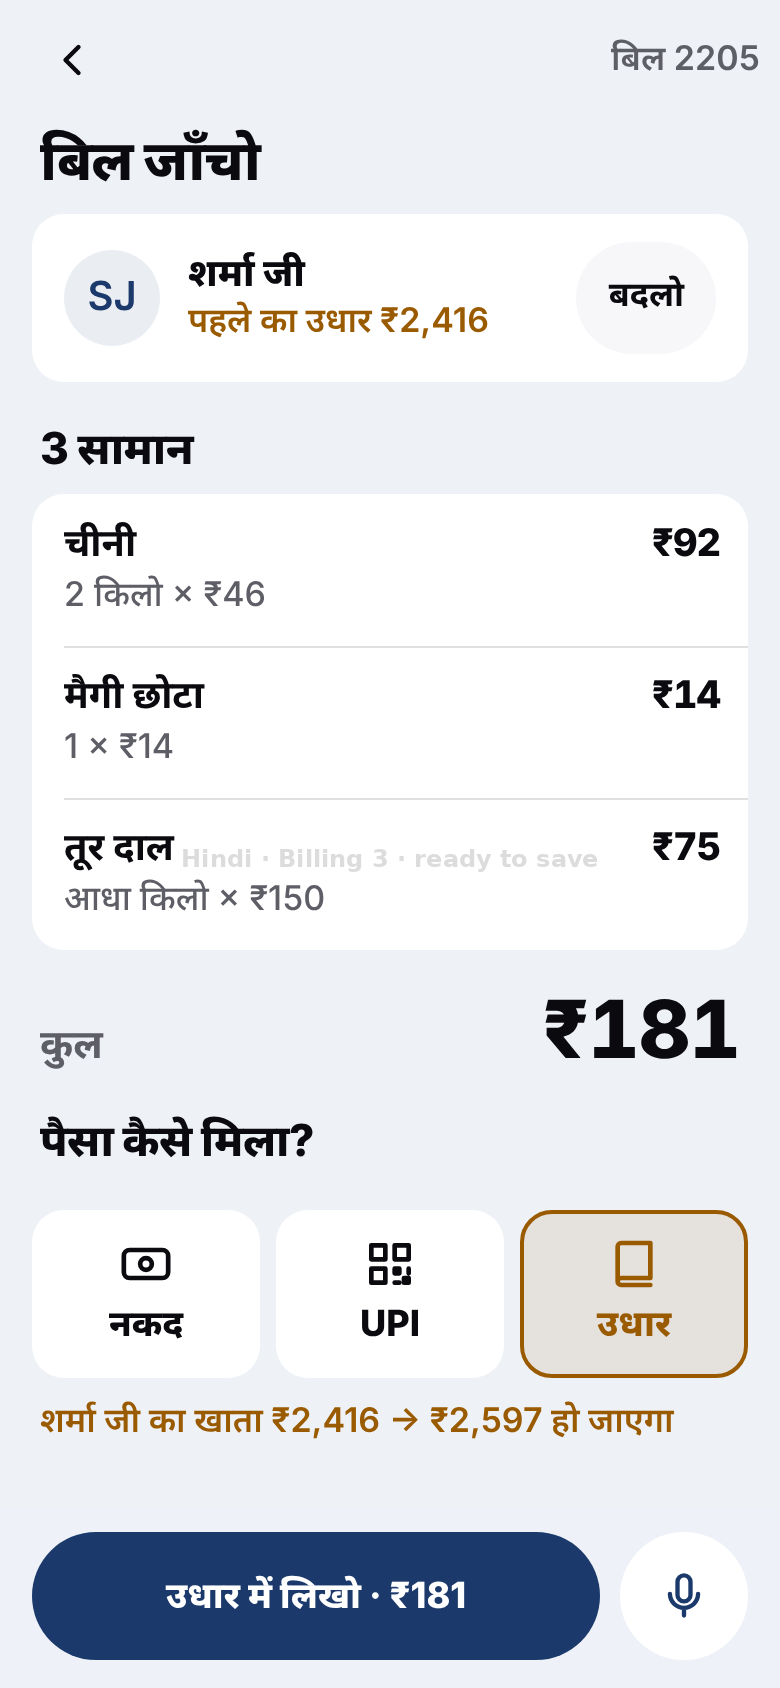 बिल 2205
बिल जाँचो
SJ
शर्मा जी
पहले का उधार ₹2,416
बदलो
3 सामान
चीनी ₹92
2 किलो × ₹46
मैगी छोटा ₹14
1 × ₹14
तूर दाल ₹75
Hindi · Billing 3 · ready to save
आधा किलो × ₹150
कुल ₹181
पैसा कैसे मिला?
नकद UPI उधार
शर्मा जी का खाता ₹2,416 → ₹2,597 हो जाएगा
उधार में लिखो · ₹181